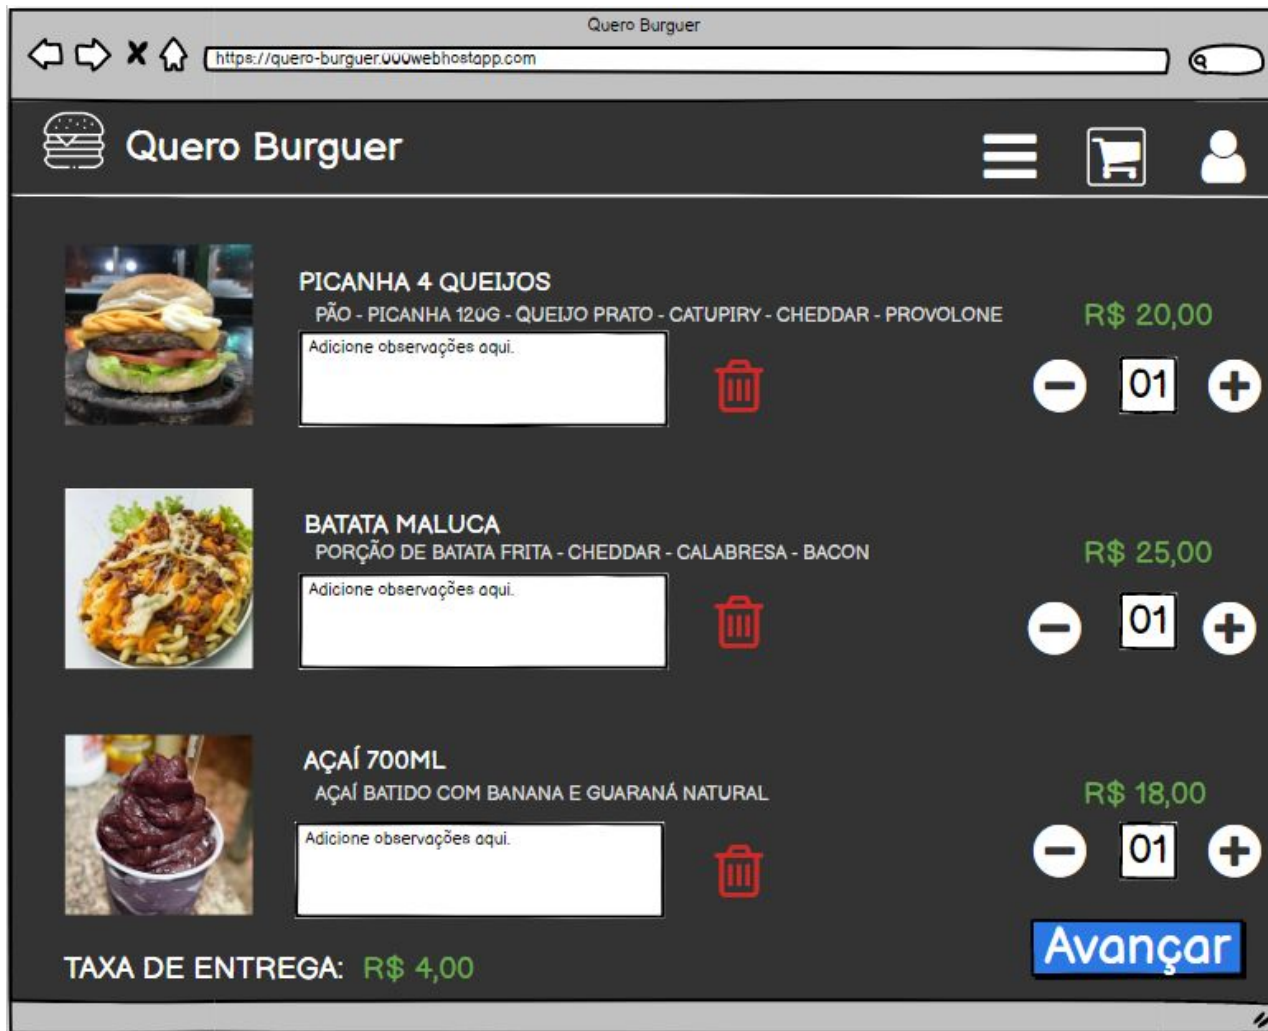 Quero Burguer
https://quero-burguer.000webhostapp.com
Quero Burguer
PICANHA 4 QUEIJOS
PÃO - PICANHA 120G - QUEIJO PRATO - CATUPIRY - CHEDDAR - PROVOLONE
R$ 20,00
Adicione observações aqui.
01
BATATA MALUCA
PORÇÃO DE BATATA FRITA - CHEDDAR - CALABRESA - BACON
R$ 25,00
Adicione observações aqui.
01
AÇAÍ 700ML
AÇAÍ BATIDO COM BANANA E GUARANÁ NATURAL
R$ 18,00
Adicione observações aqui.
01
TAXA DE ENTREGA: R$ 4,00
Avançar